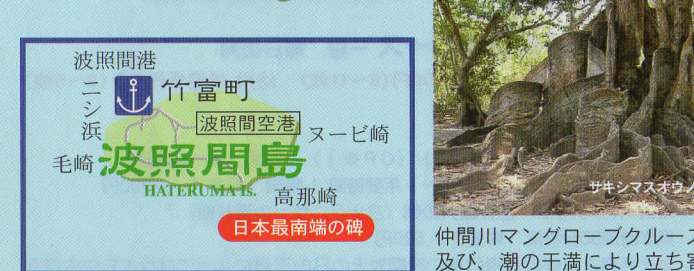 波照間港
ニシ浜
竹富町
波照間空港
ヌービ崎
毛崎
波照間島
HATERUMA Is.
高那崎
日本最南端の碑
サキシマスオウノ
仲間川マングローブクルーズ
及び、潮の干満により立ち寄